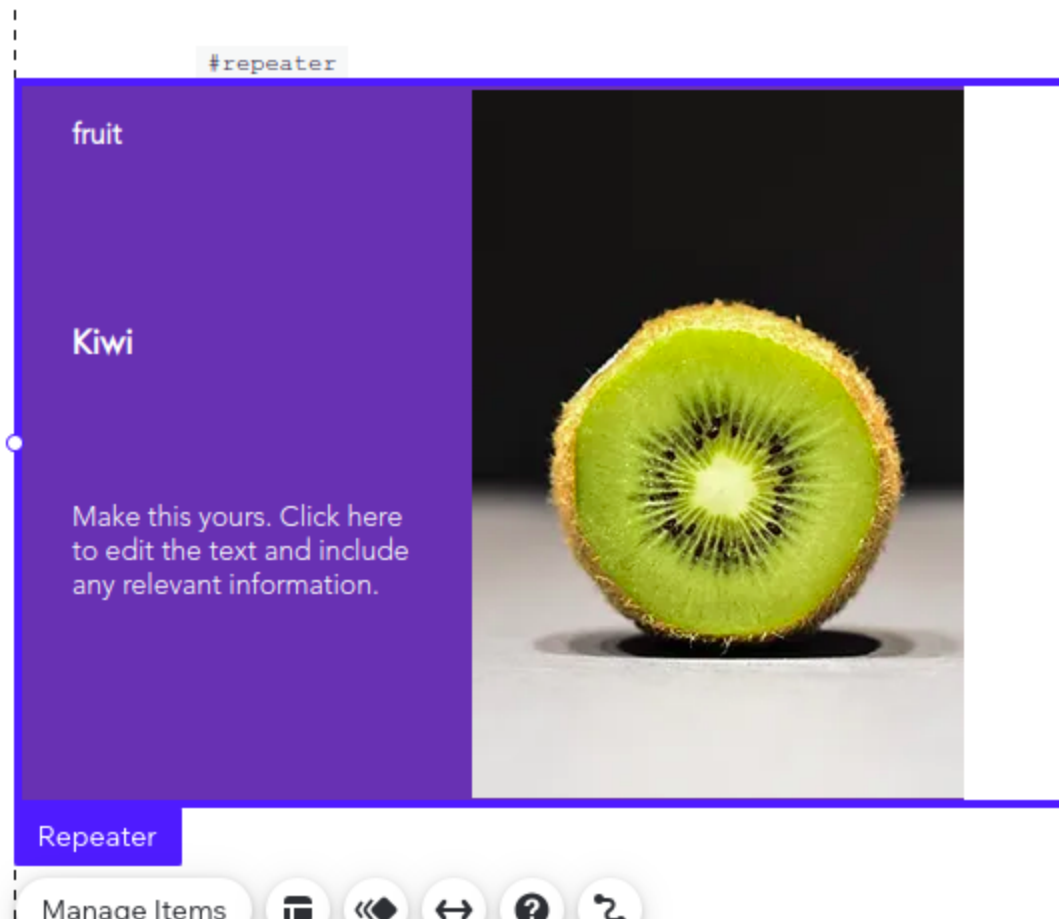 #repeater
fruit
Kiwi
Make this yours. Click here
to edit the text and include
any relevant information.
Repeater
Manage Items